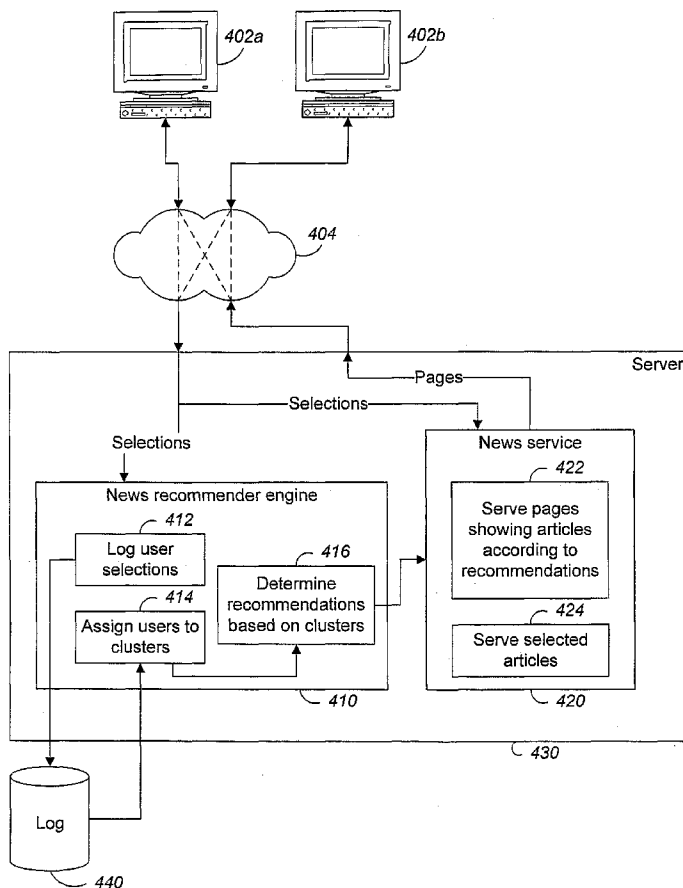 402a
402b
404
Server
Pages
Selections
Selections
News service
News recommender engine
422
Serve pages
showing articles
according to
recommendations
412
Log user
selections
416
Determine
recommendations
based on clusters
414
Assign users to
clusters
424
Serve selected
articles
410
420
430
Log
440